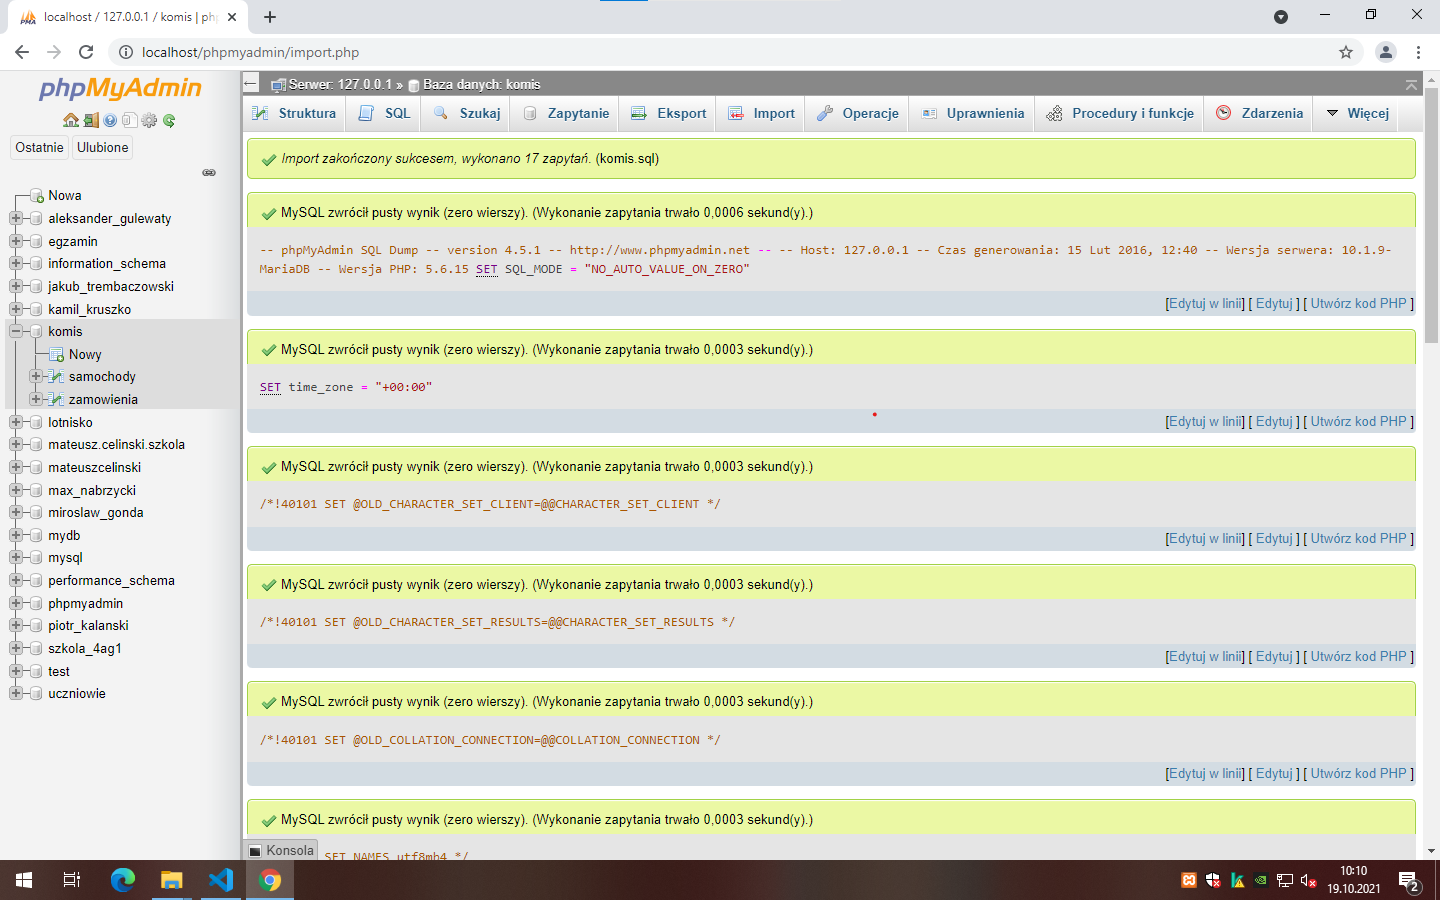 localhost / 127.0.0.1 / komis | php
localhost/phpmyadmin/import.php
phpMyAdmin
Ostatnie Ulubione
Nowa
aleksander_gulewaty
egzamin
information_schema
jakub_trembaczowski
kamil_kruszko
komis
Nowy
samochody
zamowienia
lotnisko
mateusz.celinski.szkola
mateuszcelinski
max_nabrzycki
miroslaw_gonda
mydb
mysql
performance_schema
phpmyadmin
piotr_kalanski
szkola_4ag1
test
uczniowie
Serwer: 127.0.0.1 » Baza danych: komis
Struktura SQL Szukaj Zapytanie Eksport Import Operacje Uprawnienia Procedury i funkcje Zdarzenia Więcej
Import zakończony sukcesem, wykonano 17 zapytań. (komis.sql)
MySQL zwrócił pusty wynik (zero wierszy). (Wykonanie zapytania trwało 0,0006 sekund(y).)
-- phpMyAdmin SQL Dump -- version 4.5.1 -- http://www.phpmyadmin.net -- -- Host: 127.0.0.1 -- Czas generowania: 15 Lut 2016, 12:40 -- Wersja serwera: 10.1.9-
MariaDB -- Wersja PHP: 5.6.15 SET SQL_MODE = "NO_AUTO_VALUE_ON_ZERO"
[Edytuj w linii] [ Edytuj ] [ Utwórz kod PHP ]
MySQL zwrócił pusty wynik (zero wierszy). (Wykonanie zapytania trwało 0,0003 sekund(y).)
SET time_zone = "+00:00"
[Edytuj w linii] [ Edytuj ] [ Utwórz kod PHP ]
MySQL zwrócił pusty wynik (zero wierszy). (Wykonanie zapytania trwało 0,0003 sekund(y).)
/*!40101 SET @OLD_CHARACTER_SET_CLIENT=@@CHARACTER_SET_CLIENT */
[Edytuj w linii] [ Edytuj ] [ Utwórz kod PHP ]
MySQL zwrócił pusty wynik (zero wierszy). (Wykonanie zapytania trwało 0,0003 sekund(y).)
/*!40101 SET @OLD_CHARACTER_SET_RESULTS=@@CHARACTER_SET_RESULTS */
[Edytuj w linii] [ Edytuj ] [ Utwórz kod PHP ]
MySQL zwrócił pusty wynik (zero wierszy). (Wykonanie zapytania trwało 0,0003 sekund(y).)
/*!40101 SET @OLD_COLLATION_CONNECTION=@@COLLATION_CONNECTION */
[Edytuj w linii] [ Edytuj ] [ Utwórz kod PHP ]
MySQL zwrócił pusty wynik (zero wierszy). (Wykonanie zapytania trwało 0,0003 sekund(y).)
SET NAMES utf8mb4 */
Konsola
10:10
19.10.2021
2